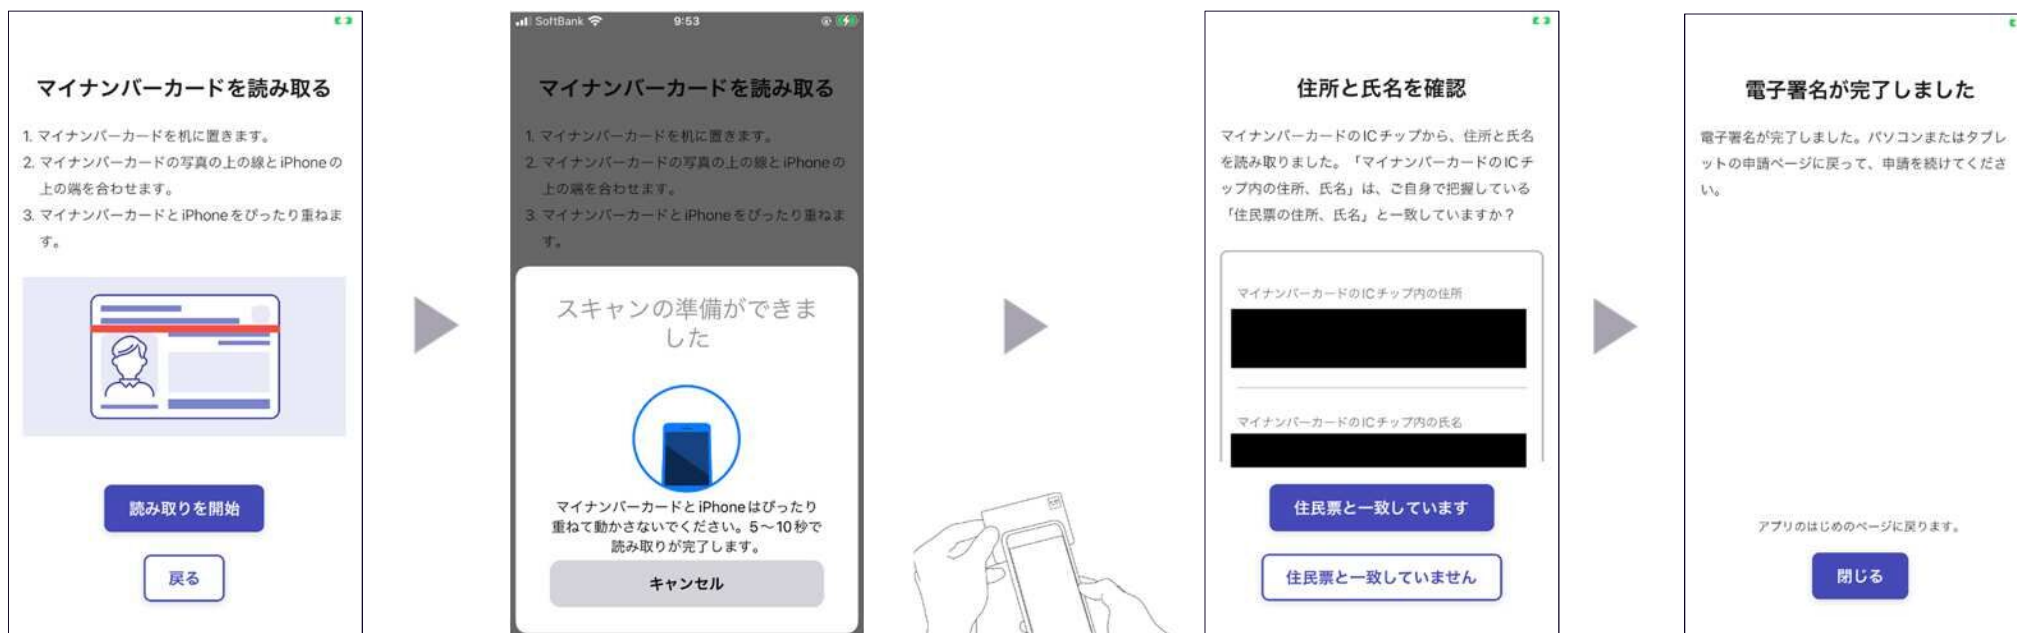 マイナンバーカードを読み取る
1. マイナンバーカードを机に置きます。
2. マイナンバーカードの写真の上の線とiPhoneの
上の端を合わせます。
3. マイナンバーカードとiPhoneをぴったり重ねま
す。
読み取りを開始
戻る
SoftBank
9:53
マイナンバーカードを読み取る
1. マイナンバーカードを机に置きます。
2. マイナンバーカードの写真の上の線とiPhoneの
上の端を合わせます。
3. マイナンバーカードとiPhoneをぴったり重ねま
す。
スキャンの準備ができま
した
マイナンバーカードとiPhoneはぴったり
重ねて動かさないでください。5〜10秒で
読み取りが完了します。
キャンセル
住所と氏名を確認
マイナンバーカードのICチップから、住所と氏名
を読み取りました。「マイナンバーカードのICチ
ップ内の住所、氏名」は、ご自身で把握している
「住民票の住所、氏名」と一致していますか？
マイナンバーカードのICチップ内の住所
マイナンバーカードのICチップ内の氏名
住民票と一致しています
住民票と一致していません
電子署名が完了しました
電子署名が完了しました。パソコンまたはタブレ
ットの申請ページに戻って、申請を続けてくださ
い。
アプリのはじめのページに戻ります。
閉じる